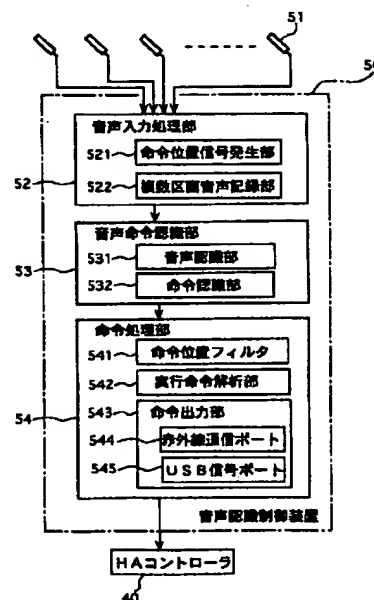 51
50
音声入力処理部
521
命令位置信号発生部
522
複数区画音声記録部
52
音声命令認識部
531
音声認識部
532
命令認識部
53
命令処理部
541
命令位置フィルタ
542
実行命令解析部
543
命令出力部
544
赤外線通信ポート
545
USB信号ポート
54
音声認識制御装置
HAコントローラ
40